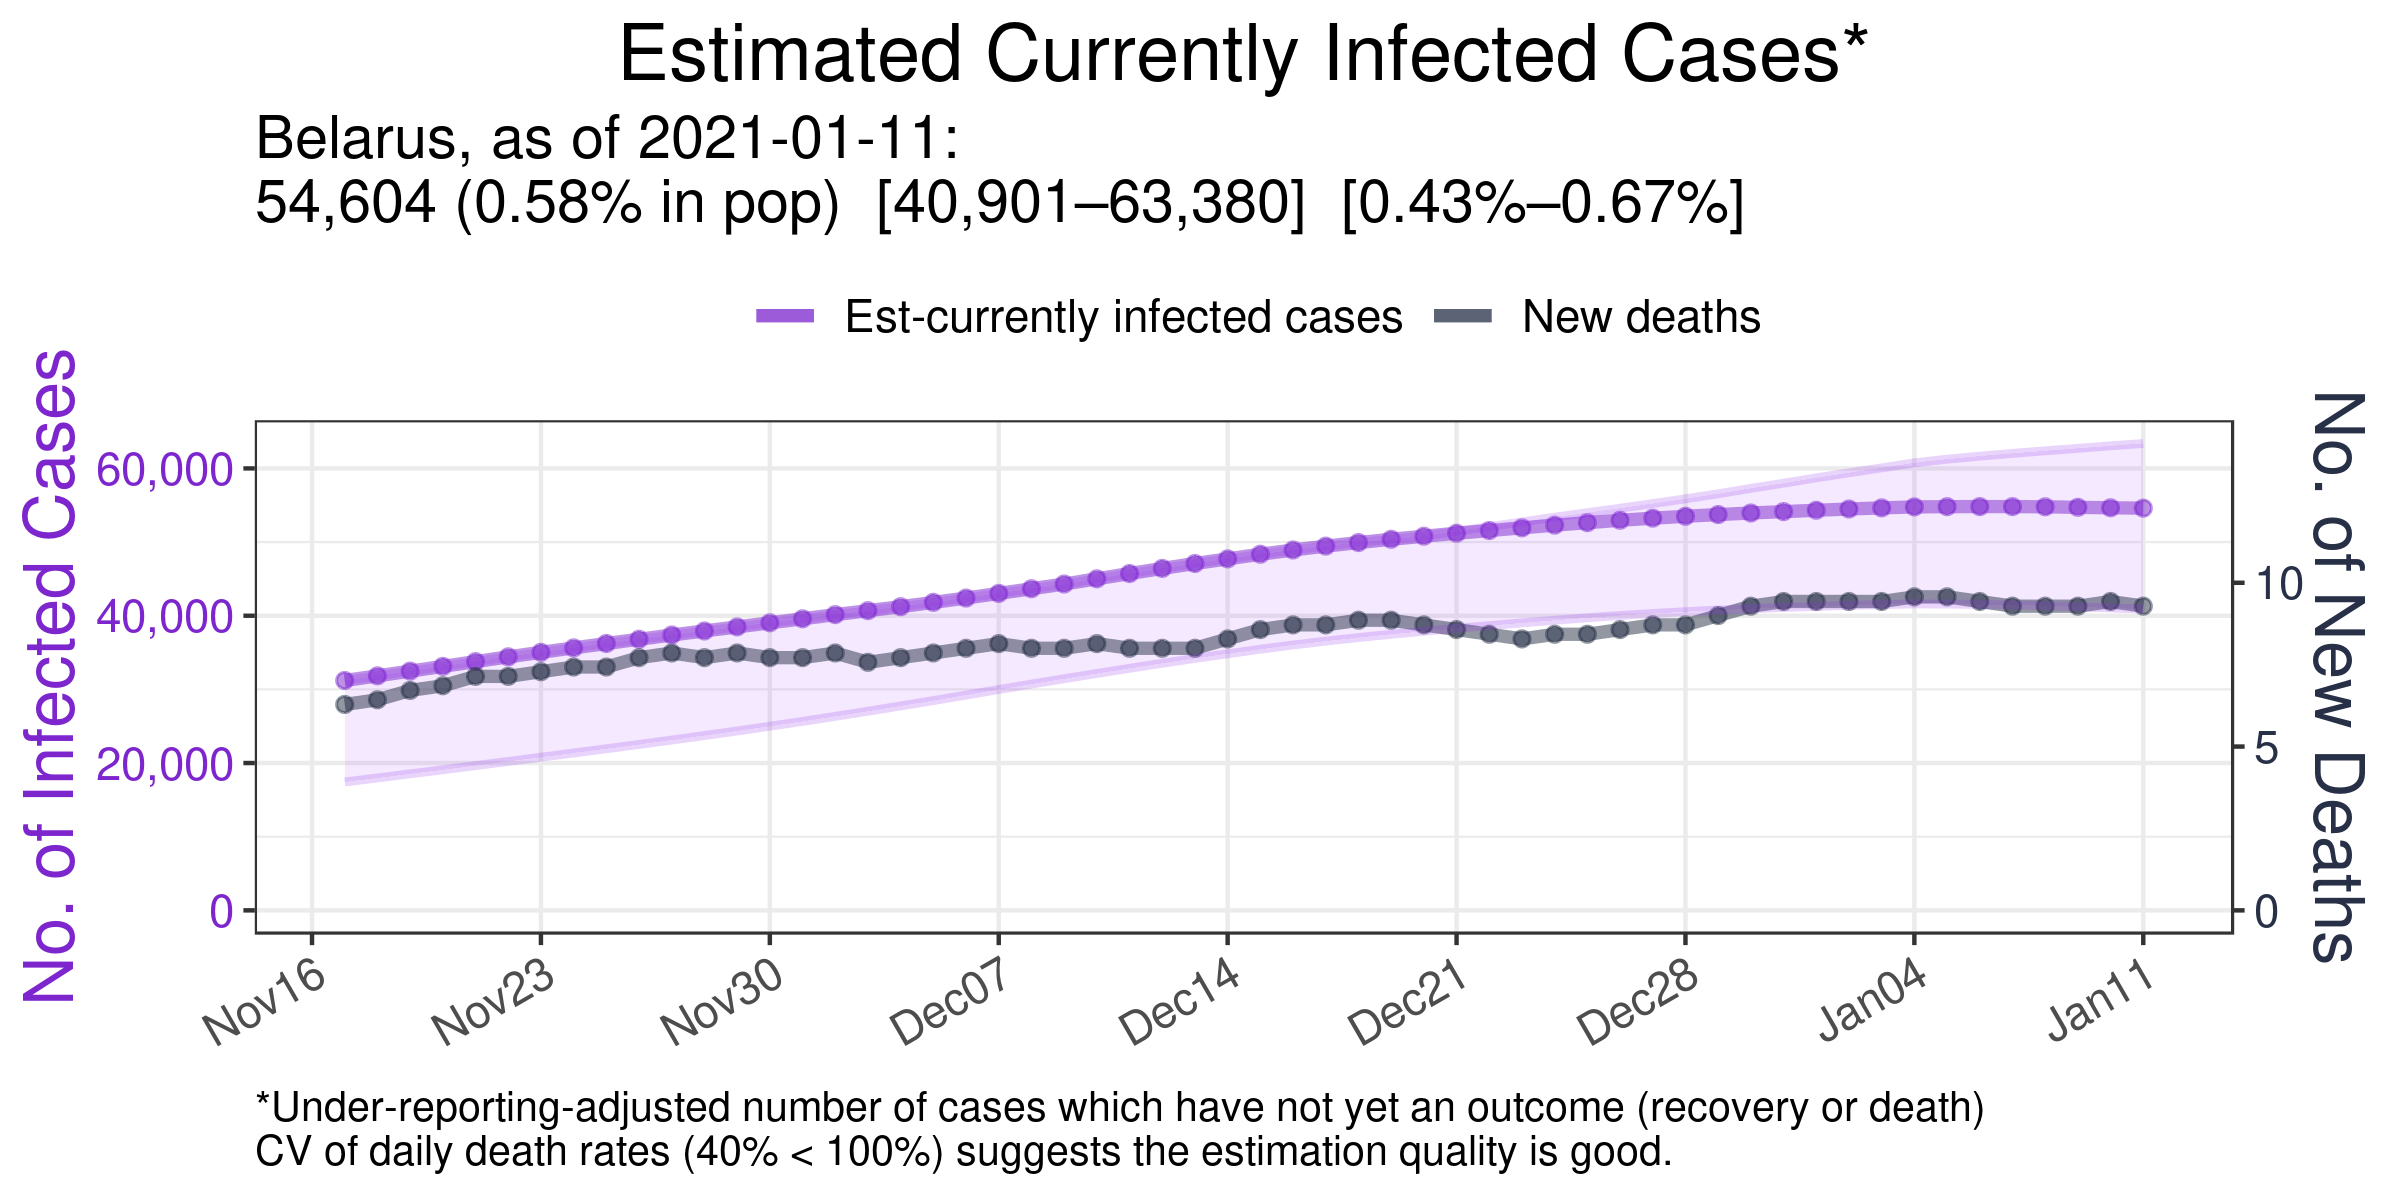 Estimated Currently Infected Cases*
Belarus, as of 2021-01-11:
54,604 (0.58% in pop) [40,901–63,380] [0.43%–0.67%]
Est-currently infected cases
New deaths
No. of Infected Cases
60,000
40,000
20,000
0
No. of New Deaths
10
5
0
Nov16
Nov23
Nov30
Dec07
Dec14
Dec21
Dec28
Jan04
Jan11
*Under-reporting-adjusted number of cases which have not yet an outcome (recovery or death)
CV of daily death rates (40% < 100%) suggests the estimation quality is good.